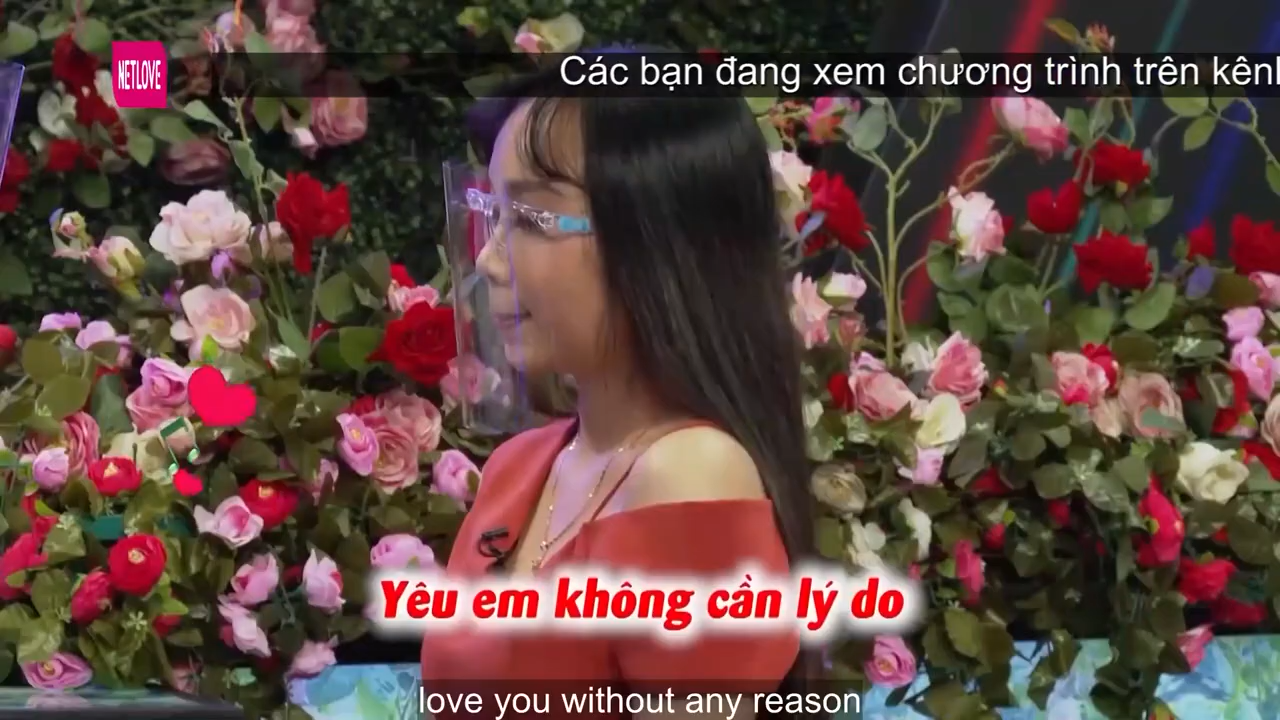 NETLOVE
Các bạn đang xem chương trình trên kênh
Yêu em không cần lý do
love you without any reason